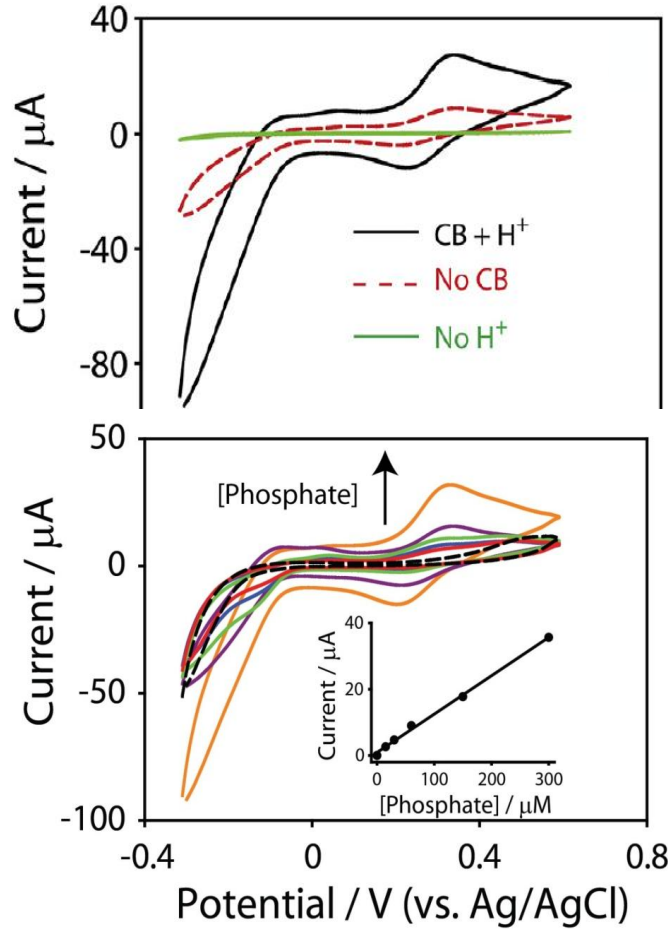 40
0
-40
-80
Current / μA
CB + H⁺
No CB
No H⁺
50
0
-50
-100
Current / μA
[Phosphate]
40
20
0
Current / μA
0 100 200 300
[Phosphate] / μM
-0.4 0 0.4 0.8
Potential / V (vs. Ag/AgCl)